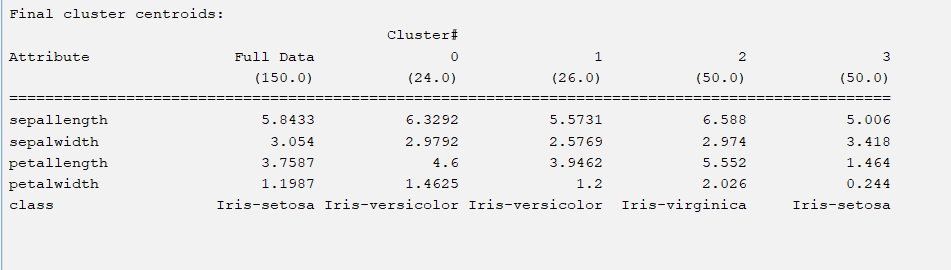 Final cluster centroids:
Cluster#
Attribute Full Data 0 1 2 3
(150.0) (24.0) (26.0) (50.0) (50.0)
==================================================================================================
sepallength 5.8433 6.3292 5.5731 6.588 5.006
sepalwidth 3.054 2.9792 2.5769 2.974 3.418
petallength 3.7587 4.6 3.9462 5.552 1.464
petalwidth 1.1987 1.4625 1.2 2.026 0.244
class Iris-setosa Iris-versicolor Iris-versicolor Iris-virginica Iris-setosa